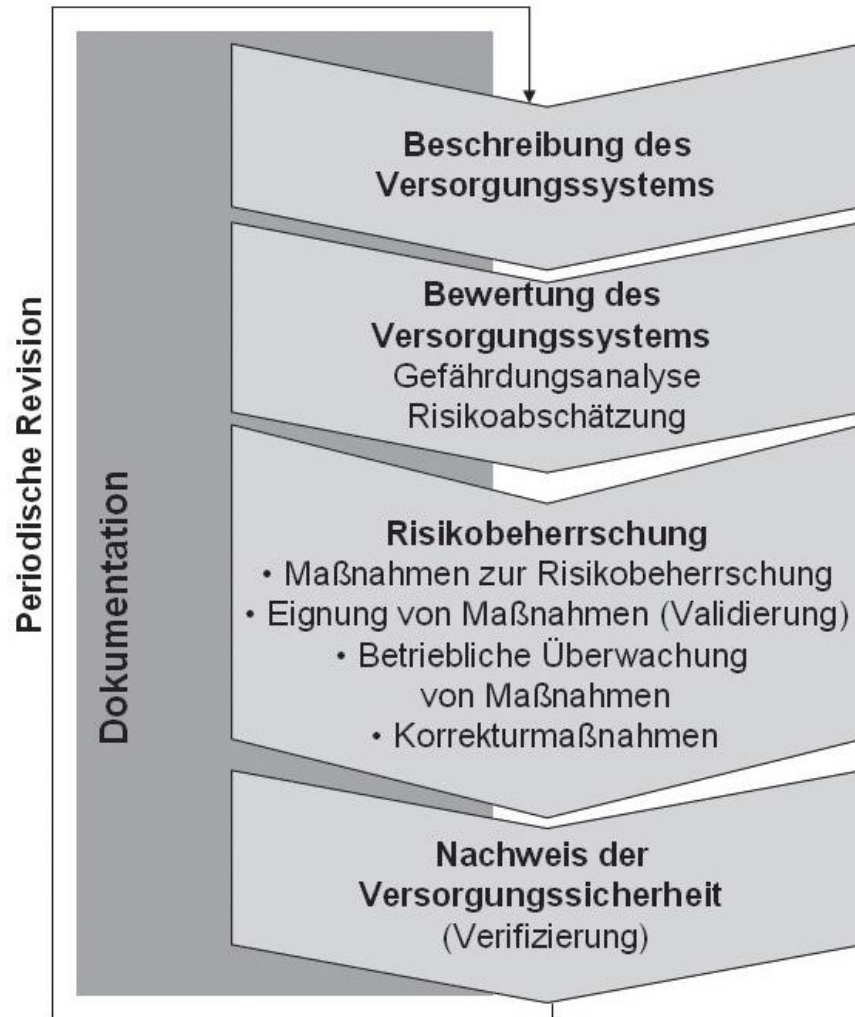 Beschreibung des
Versorgungssystems
Bewertung des
Versorgungssystems
Gefährdungsanalyse
Risikoabschätzung
Risikobeherrschung
• Maßnahmen zur Risikobeherrschung
• Eignung von Maßnahmen (Validierung)
• Betriebliche Überwachung
von Maßnahmen
• Korrekturmaßnahmen
Nachweis der
Versorgungssicherheit
(Verifizierung)
Dokumentation
Periodische Revision